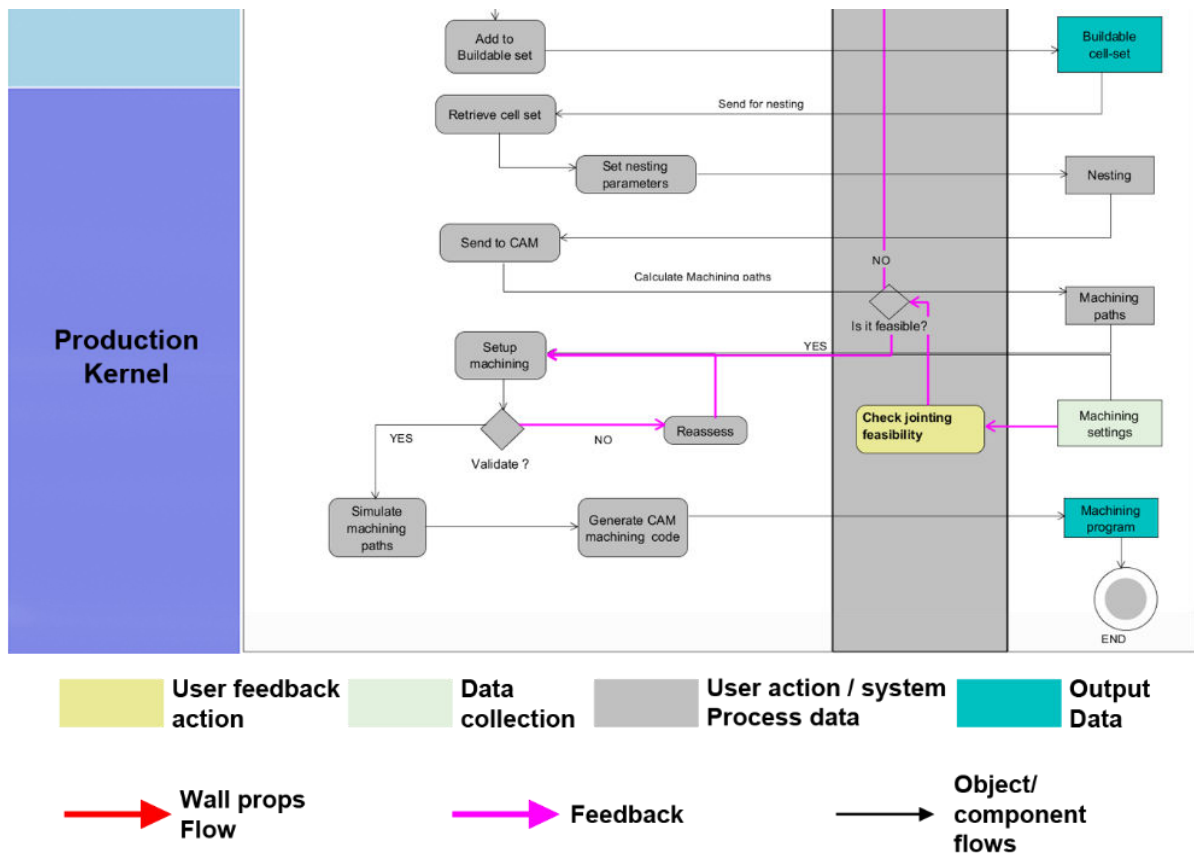 Add to
Buildable set
Buildable
cell-set
Send for nesting
Retrieve cell set
Set nesting
parameters
Nesting
Send to CAM
NO
Calculate Machining paths
Machining
paths
Is it feasible?
Production
Kernel
Setup
machining
YES
Check jointing
feasibility
Machining
settings
Reassess
YES
NO
Validate ?
Simulate
machining
paths
Generate CAM
machining code
Machining
program
END
User feedback
action
Data
collection
User action / system
Process data
Output
Data
Wall props
Flow
Feedback
Object/
component
flows